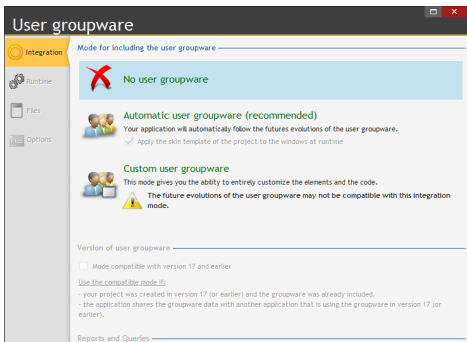 User groupware
Integration
Runtime
Files
Options
Mode for including the user groupware
No user groupware
Automatic user groupware (recommended)
Your application will automatically follow the futures evolutions of the user groupware.
Apply the skin template of the project to the windows at runtime
Custom user groupware
This mode gives you the ability to entirely customize the elements and the code.
The future evolutions of the user groupware may not be compatible with this integration
mode.
Version of user groupware
Mode compatible with version 17 and earlier
Use the compatible mode if:
- your project was created in version 17 (or earlier) and the groupware was already included.
- the application shares the groupware data with another application that is using the groupware in version 17 (or
earlier).
Reports and Queries